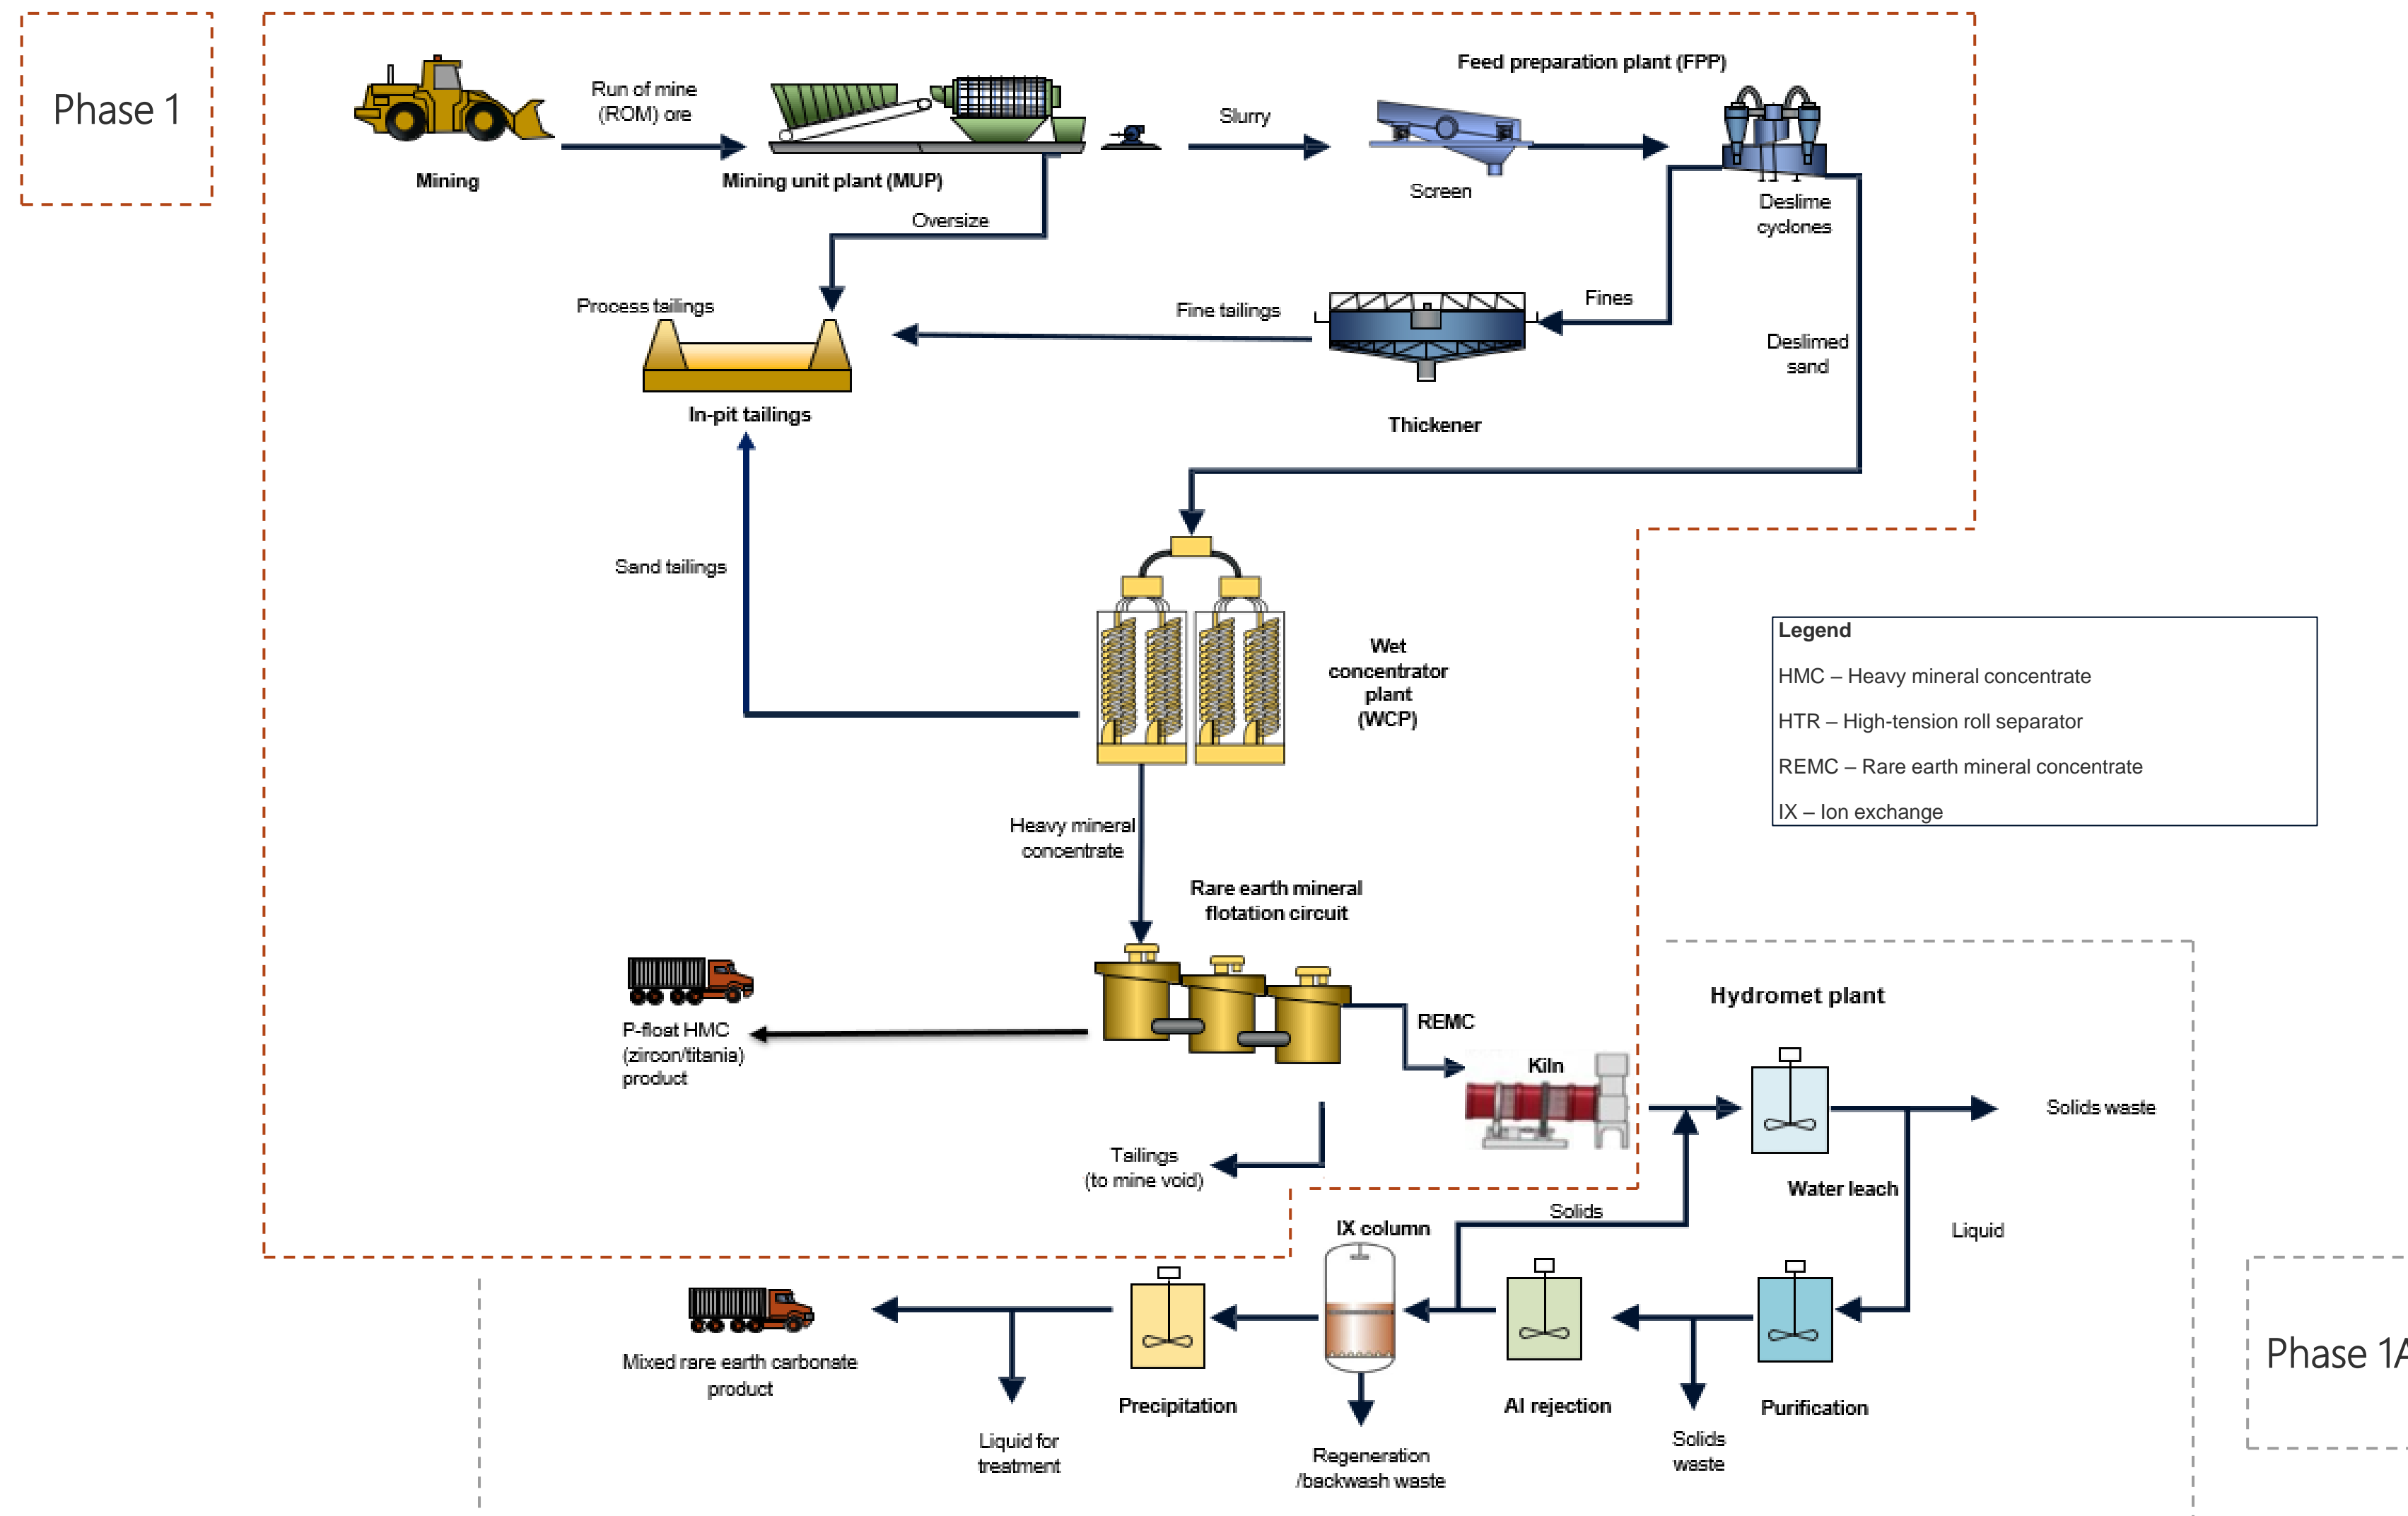 Phase 1
Run of mine
(ROM) ore
Mining
Mining unit plant (MUP)
Slurry
Feed preparation plant (FPP)
Screen
Deslime
cyclones
Oversize
Process tailings
In-pit tailings
Fine tailings
Fines
Thickener
Deslimed
sand
Sand tailings
Wet
concentrator
plant
(WCP)
Legend
HMC – Heavy mineral concentrate
HTR – High-tension roll separator
REMC – Rare earth mineral concentrate
IX – Ion exchange
Heavy mineral
concentrate
Rare earth mineral
flotation circuit
P-float HMC
(zircon/titania)
product
REMC
Kiln
Tailings
(to mine void)
Hydromet plant
Solids waste
Water leach
Liquid
Solids
IX column
Mixed rare earth carbonate
product
Liquid for
treatment
Precipitation
Regeneration
/backwash waste
Al rejection
Solids
waste
Purification
Phase 1A